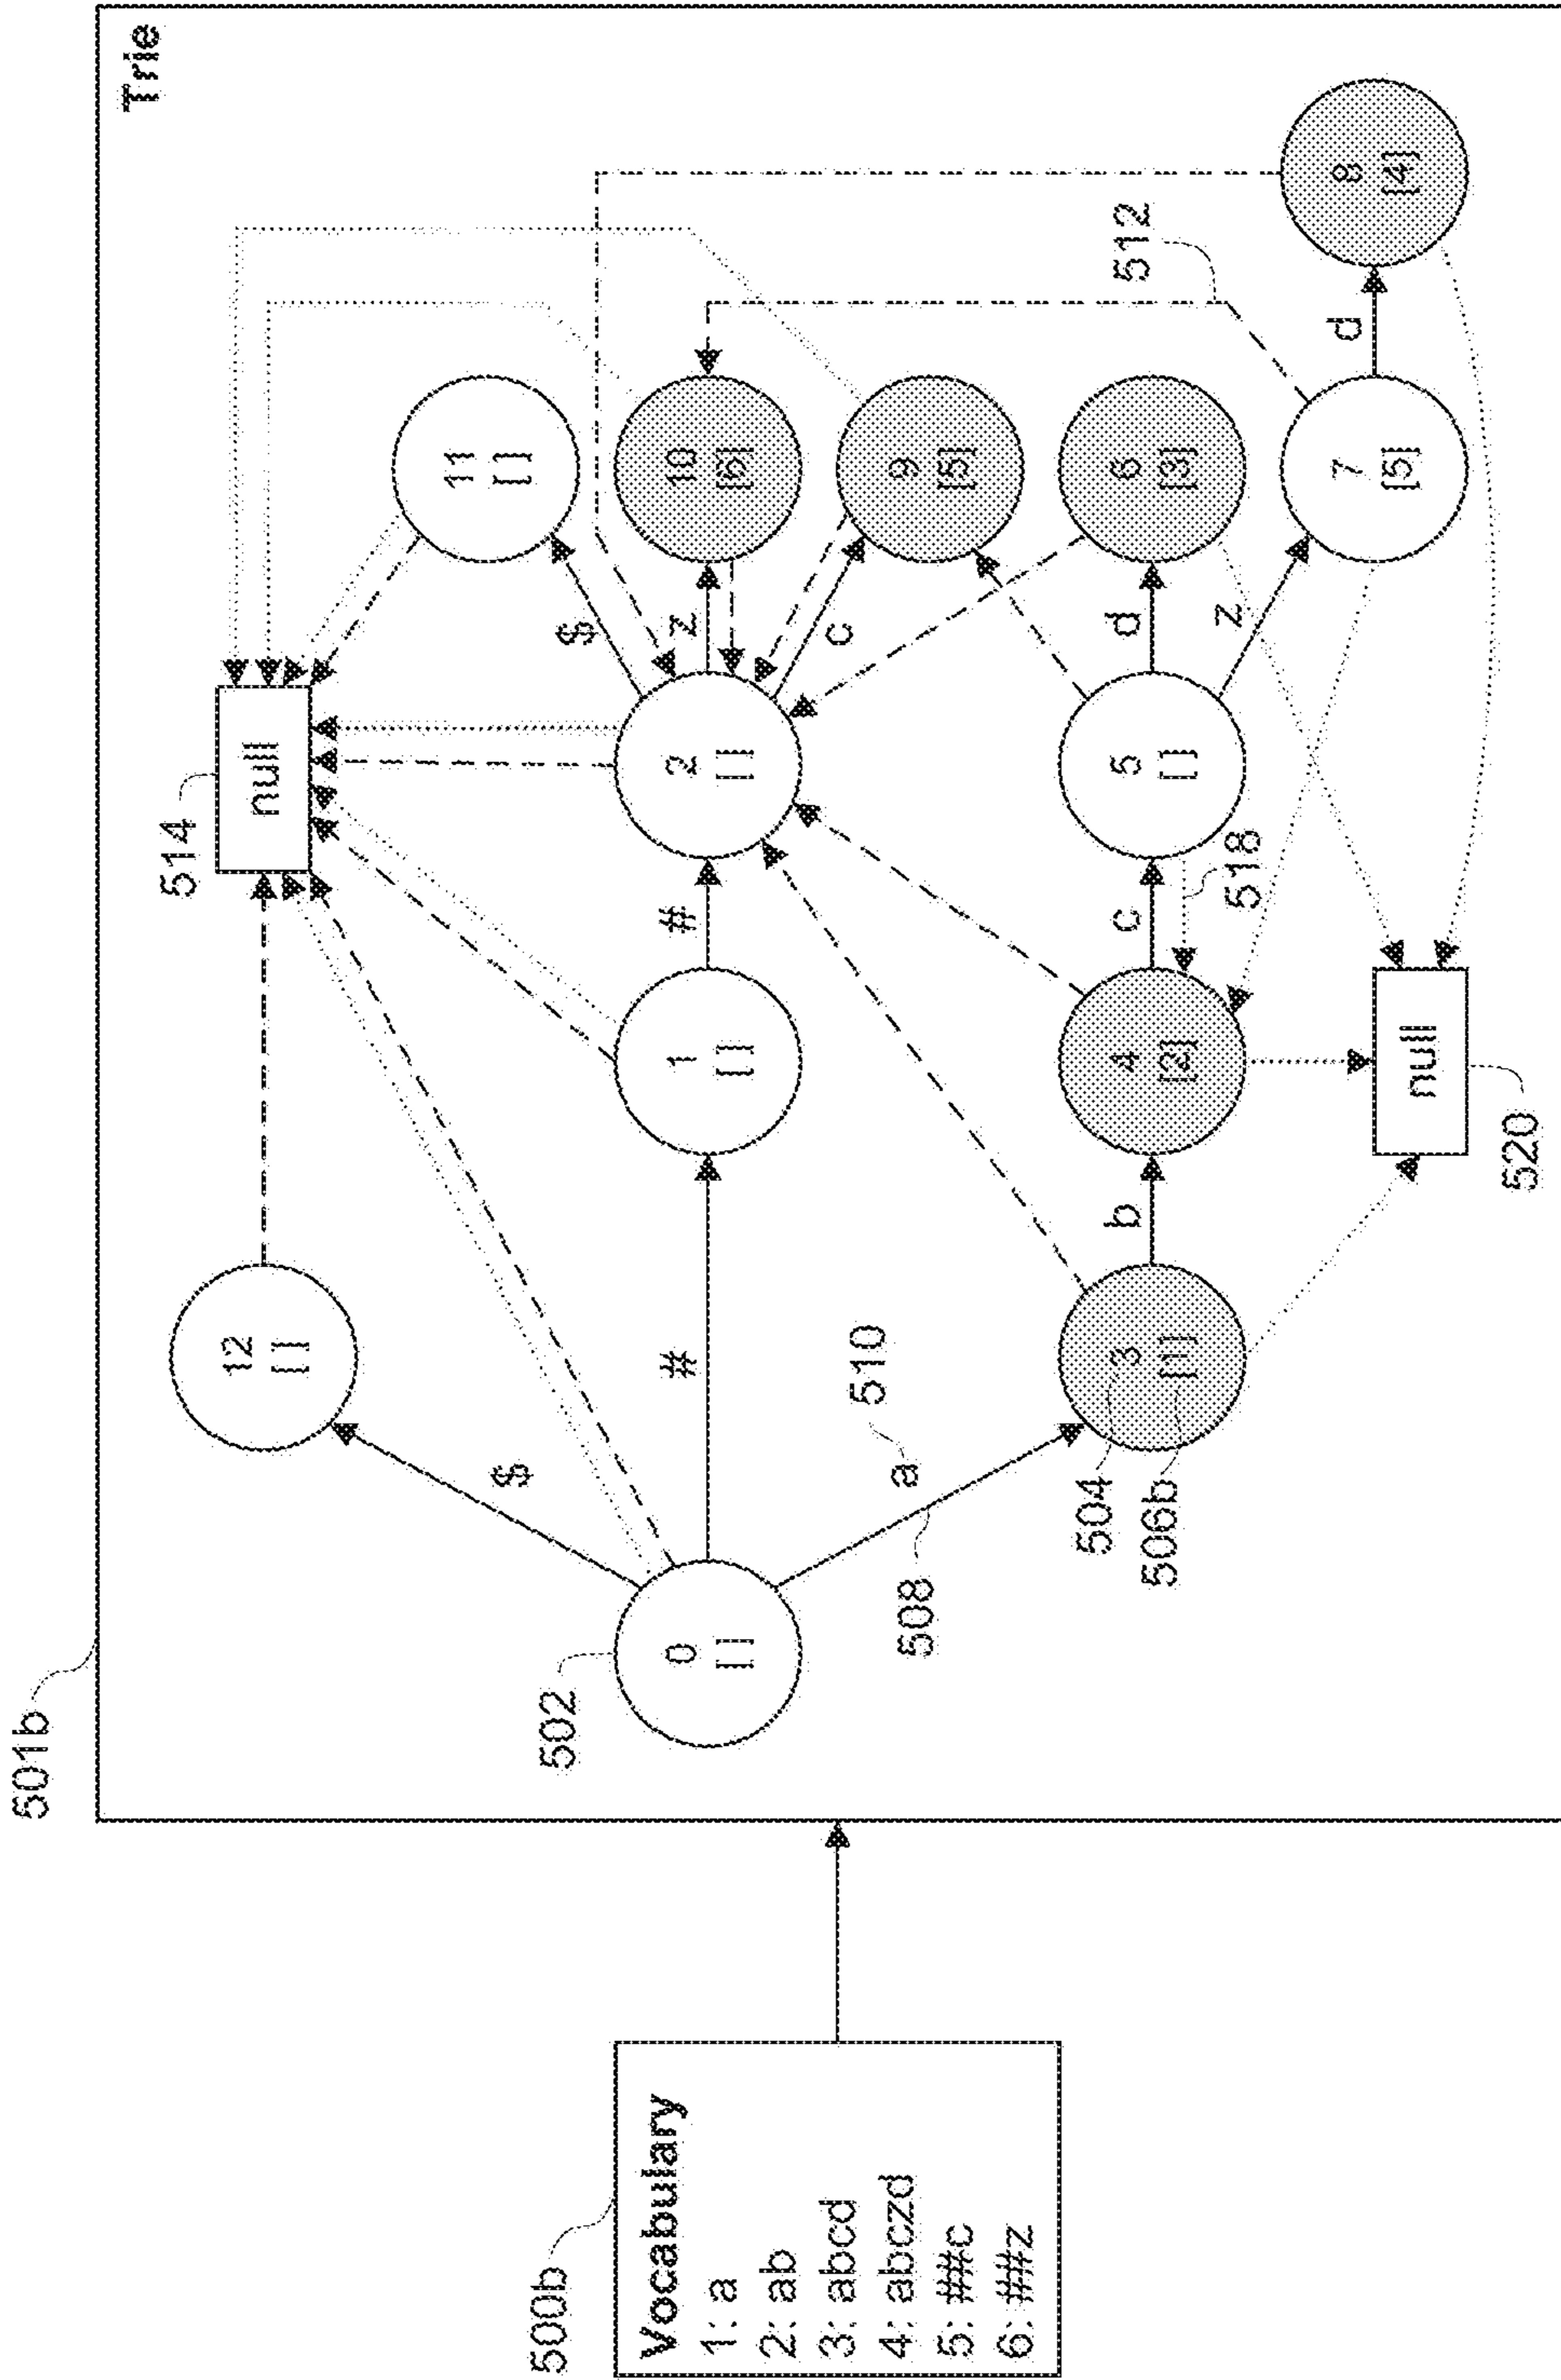 500b
Vocabulary
1: a
2: ab
3: abcd
4: abczd
5: ##c
6: ##z
501b
Trie
514
null
12
[ ]
$
11
[ ]
$
502
0
[ ]
#
1
[ ]
#
2
[ ]
z
10
[6]
c
9
[5]
512
508
a
510
504
506b
3
[1]
b
4
[2]
c
518
5
[ ]
d
6
[3]
z
7
[5]
d
8
[4]
520
null